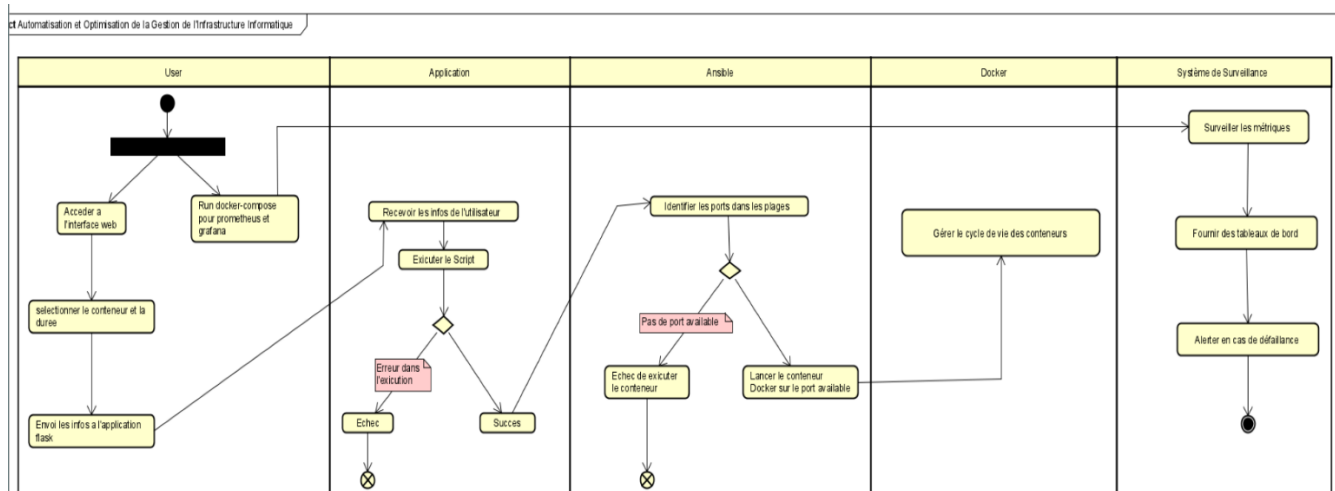 ct Automatisation et Optimisation de la Gestion de l'Infrastructure Informatique
User
Application
Ansible
Docker
Système de Surveillance
Acceder a
l'interface web
Run docker-compose
pour prometheus et
grafana
selectionner le conteneur et la
duree
Envoi les infos a l'application
flask
Recevoir les infos de l'utilisateur
Exicuter le Script
Erreur dans
l'exicution
Echec
Succes
Identifier les ports dans les plages
Pas de port available
Echec de exicuter
le conteneur
Lancer le conteneur
Docker sur le port available
Gérer le cycle de vie des conteneurs
Surveiller les métriques
Fournir des tableaux de bord
Alerter en cas de défaillance